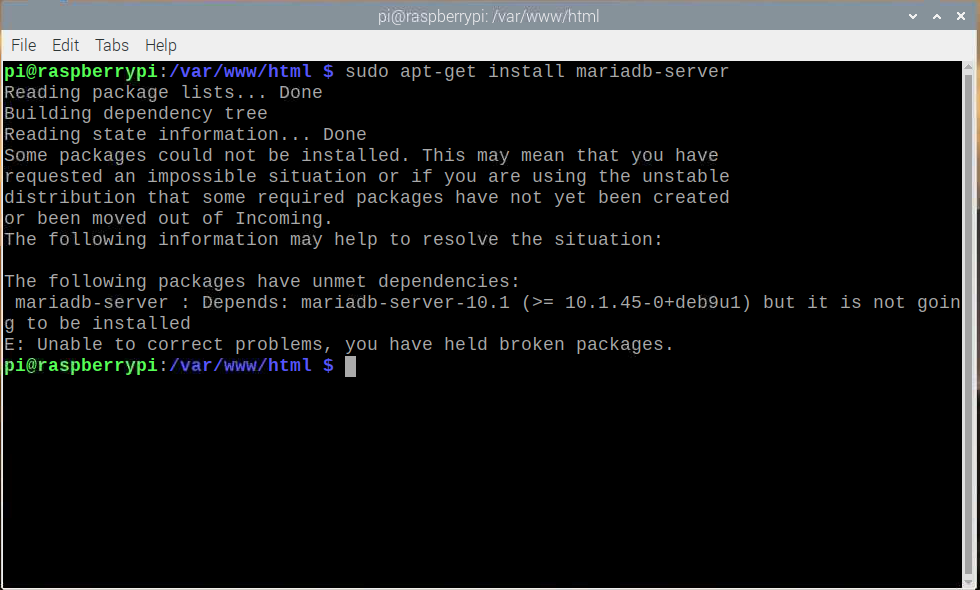 pi@raspberrypi: /var/www/html
File Edit Tabs Help
pi@raspberrypi:/var/www/html $ sudo apt-get install mariadb-server
Reading package lists... Done
Building dependency tree
Reading state information... Done
Some packages could not be installed. This may mean that you have
requested an impossible situation or if you are using the unstable
distribution that some required packages have not yet been created
or been moved out of Incoming.
The following information may help to resolve the situation:
The following packages have unmet dependencies:
mariadb-server : Depends: mariadb-server-10.1 (>= 10.1.45-0+deb9u1) but it is not goin
g to be installed
E: Unable to correct problems, you have held broken packages.
pi@raspberrypi:/var/www/html $